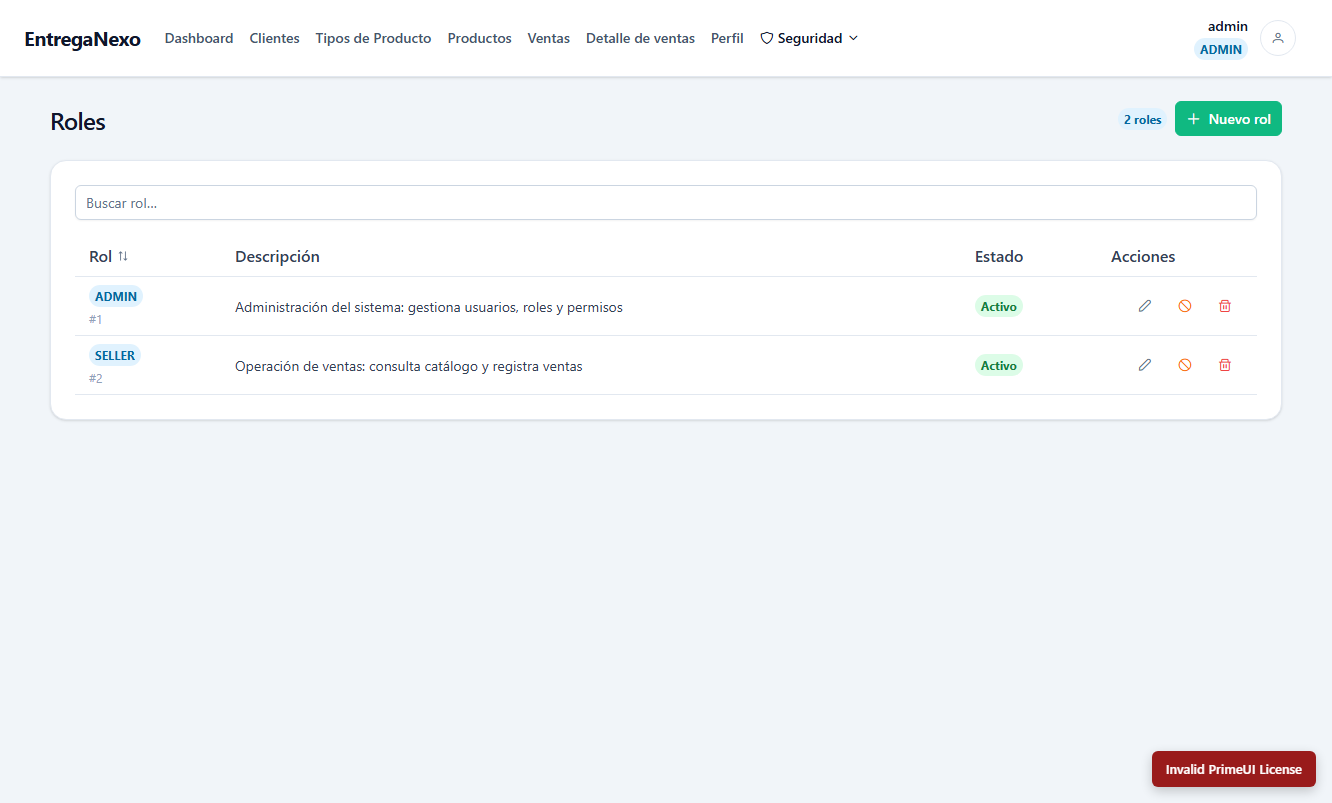 EntregaNexo Dashboard Clientes Tipos de Producto Productos Ventas Detalle de ventas Perfil Seguridad
admin
ADMIN
Roles
2 roles
Nuevo rol
Buscar rol...
Rol Descripción Estado Acciones
ADMIN
#1
Administración del sistema: gestiona usuarios, roles y permisos
Activo
SELLER
#2
Operación de ventas: consulta catálogo y registra ventas
Activo
Invalid PrimeUI License